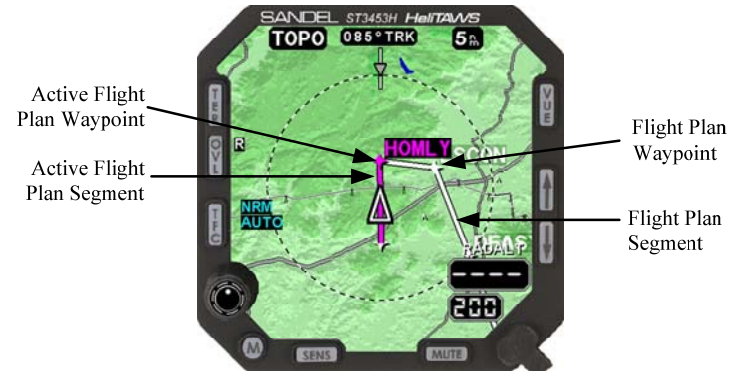 SANDEL ST3453H HeliTAWS
TOPO 085°TRK 5nm
Active Flight
Plan Waypoint
Active Flight
Plan Segment
Flight Plan
Waypoint
Flight Plan
Segment
TER
OVL
TFC
VUE
R
HOMLY
NRM
AUTO
RADALT
----
200
M
SENS
MUTE